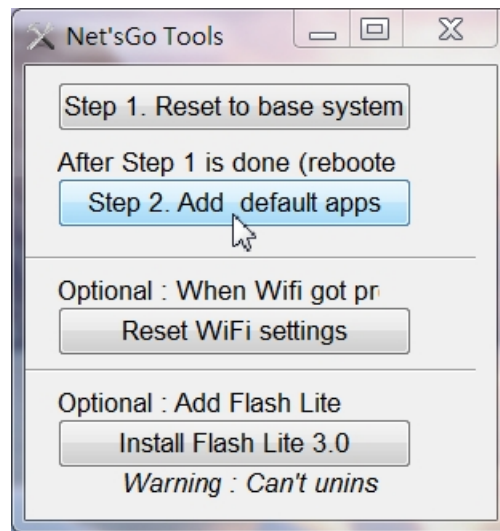 Net'sGo Tools
Step 1. Reset to base system
After Step 1 is done (reboote
Step 2. Add  default apps
Optional : When Wifi got pr
Reset WiFi settings
Optional : Add Flash Lite
Install Flash Lite 3.0
Warning : Can't unins